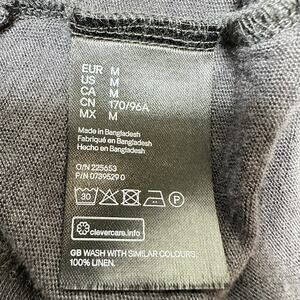 EUR M
US M
CA M
CN 170/96A
MX M
Made in Bangladesh
Fabriqué en Bangladesh
Hecho en Bangladesh
O/N 225653
P/N 0739529 0
30
clevercare.info
GB WASH WITH SIMILAR COLOURS
100% LINEN.